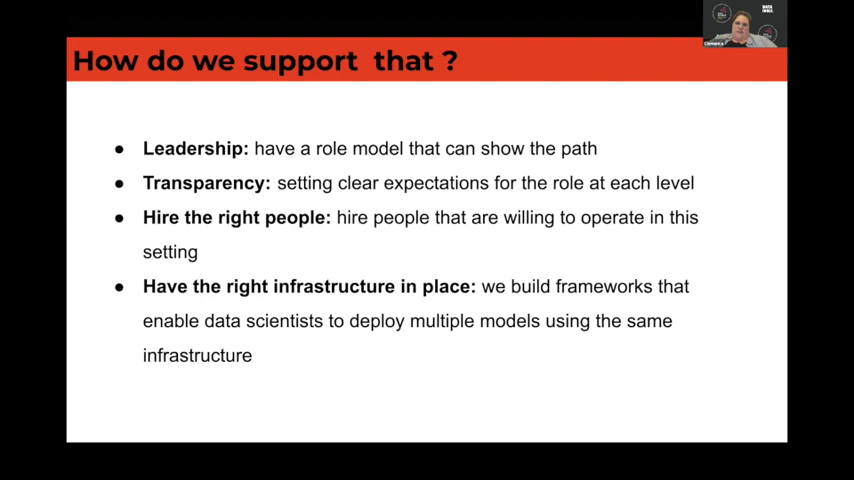 DATA
How do we support that ?
● Leadership: have a role model that can show the path
● Transparency: setting clear expectations for the role at each level
● Hire the right people: hire people that are willing to operate in this
setting
● Have the right infrastructure in place: we build frameworks that
enable data scientists to deploy multiple models using the same
infrastructure